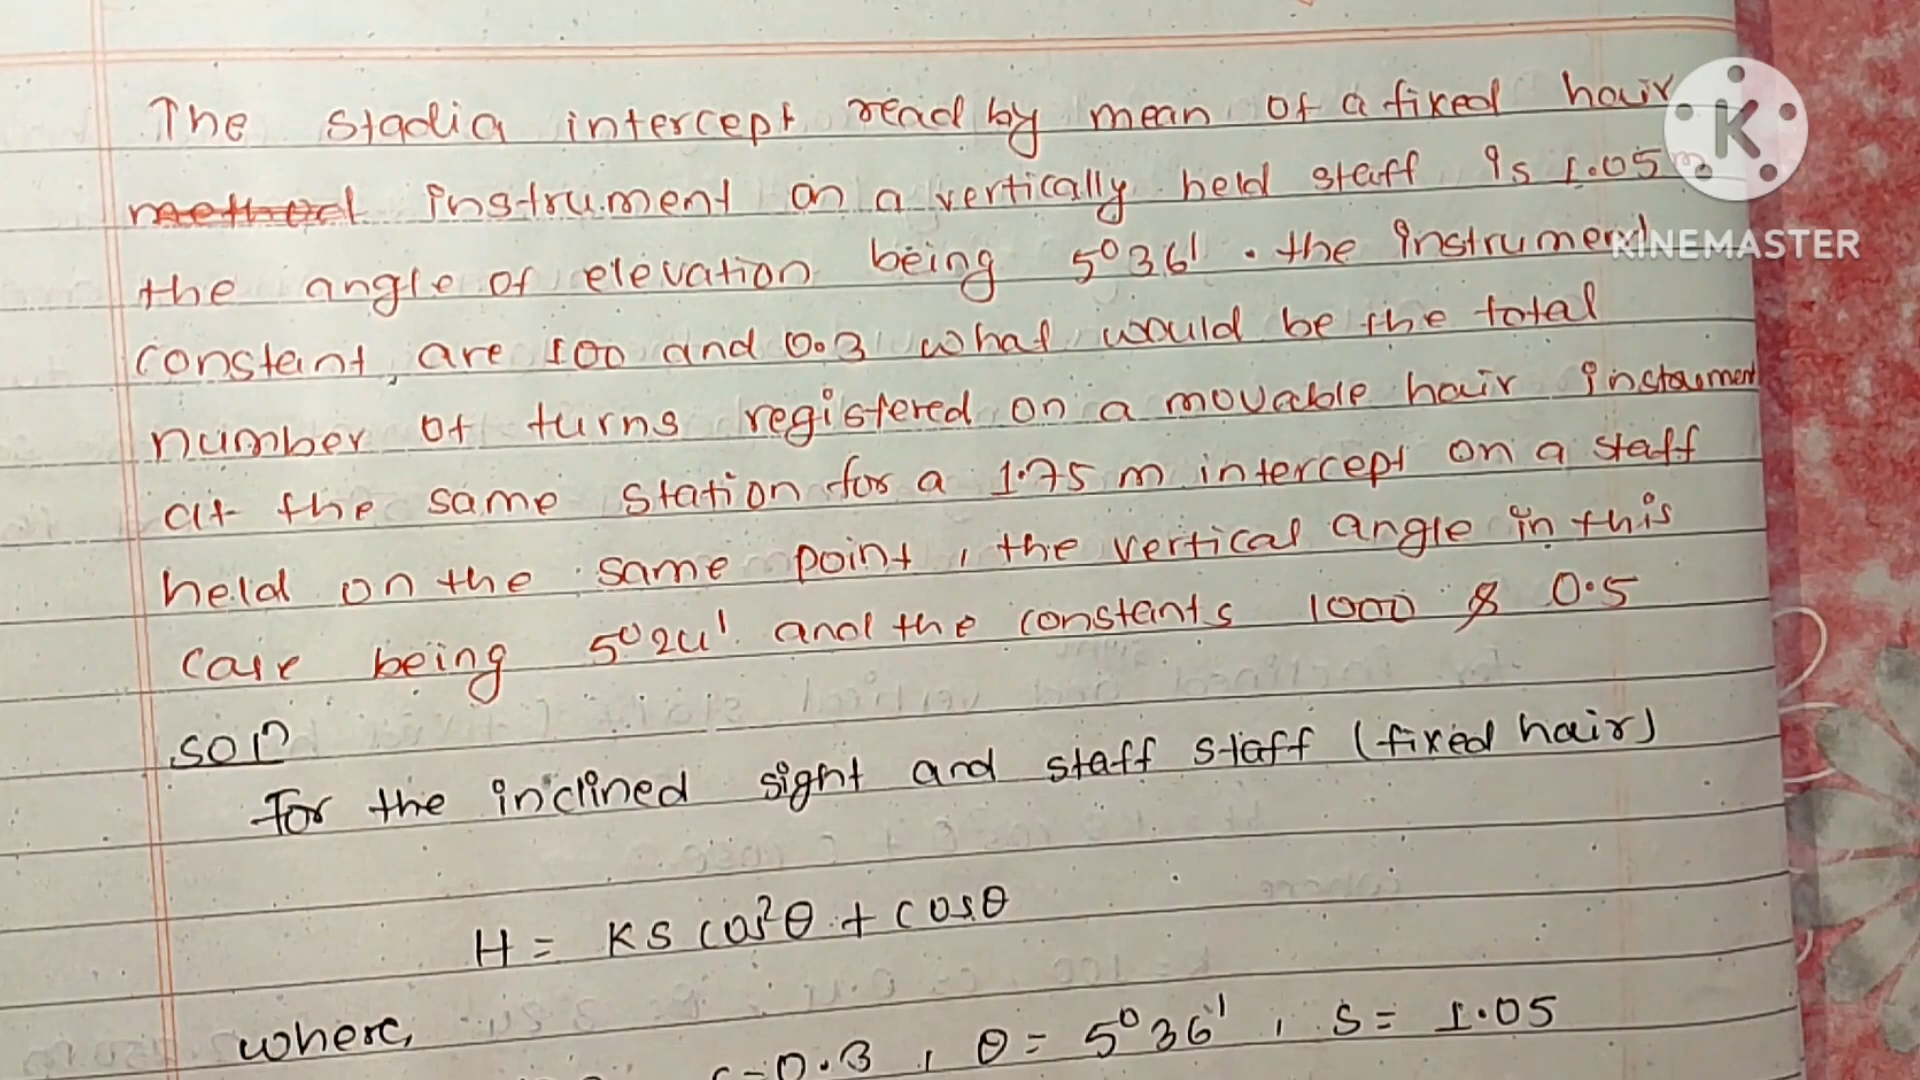 The stadia intercept read by mean of a fixed hair
method instrument on a vertically held staff is 1.05 m
the angle of elevation being 5°36'. the instrument
constant, are 100 and 0.3 what would be the total
number of turns registered on a movable hair instrument
at the same station for a 1.75 m intercept on a staff
held on the same point, the vertical angle in this
case being 5°24' and the constants 1000 & 0.5
Solⁿ
For the inclined sight and staff staff (fixed hair)
H = KS cos²θ + cosθ
where,
c=0.3, θ= 5°36', S= 1.05
K
KINEMASTER